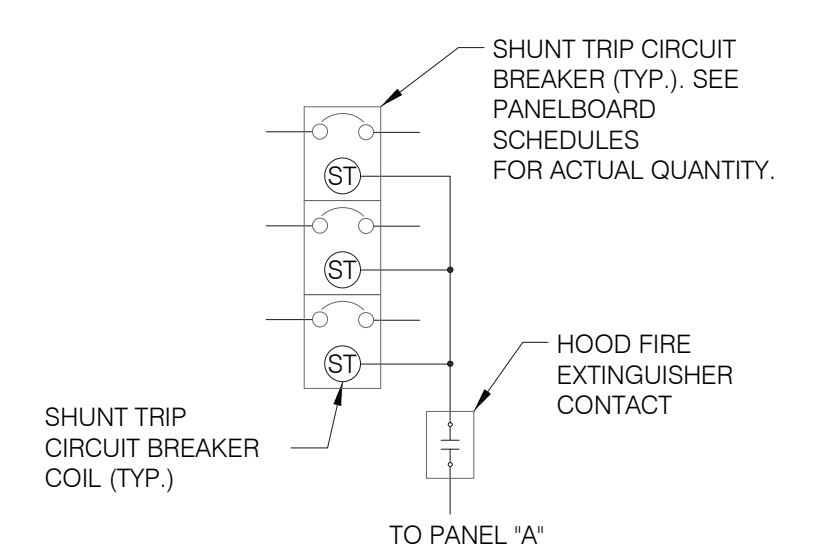 SHUNT TRIP CIRCUIT
BREAKER (TYP.). SEE
PANELBOARD
SCHEDULES
FOR ACTUAL QUANTITY.
ST
ST
ST
HOOD FIRE
EXTINGUISHER
CONTACT
SHUNT TRIP
CIRCUIT BREAKER
COIL (TYP.)
TO PANEL "A"